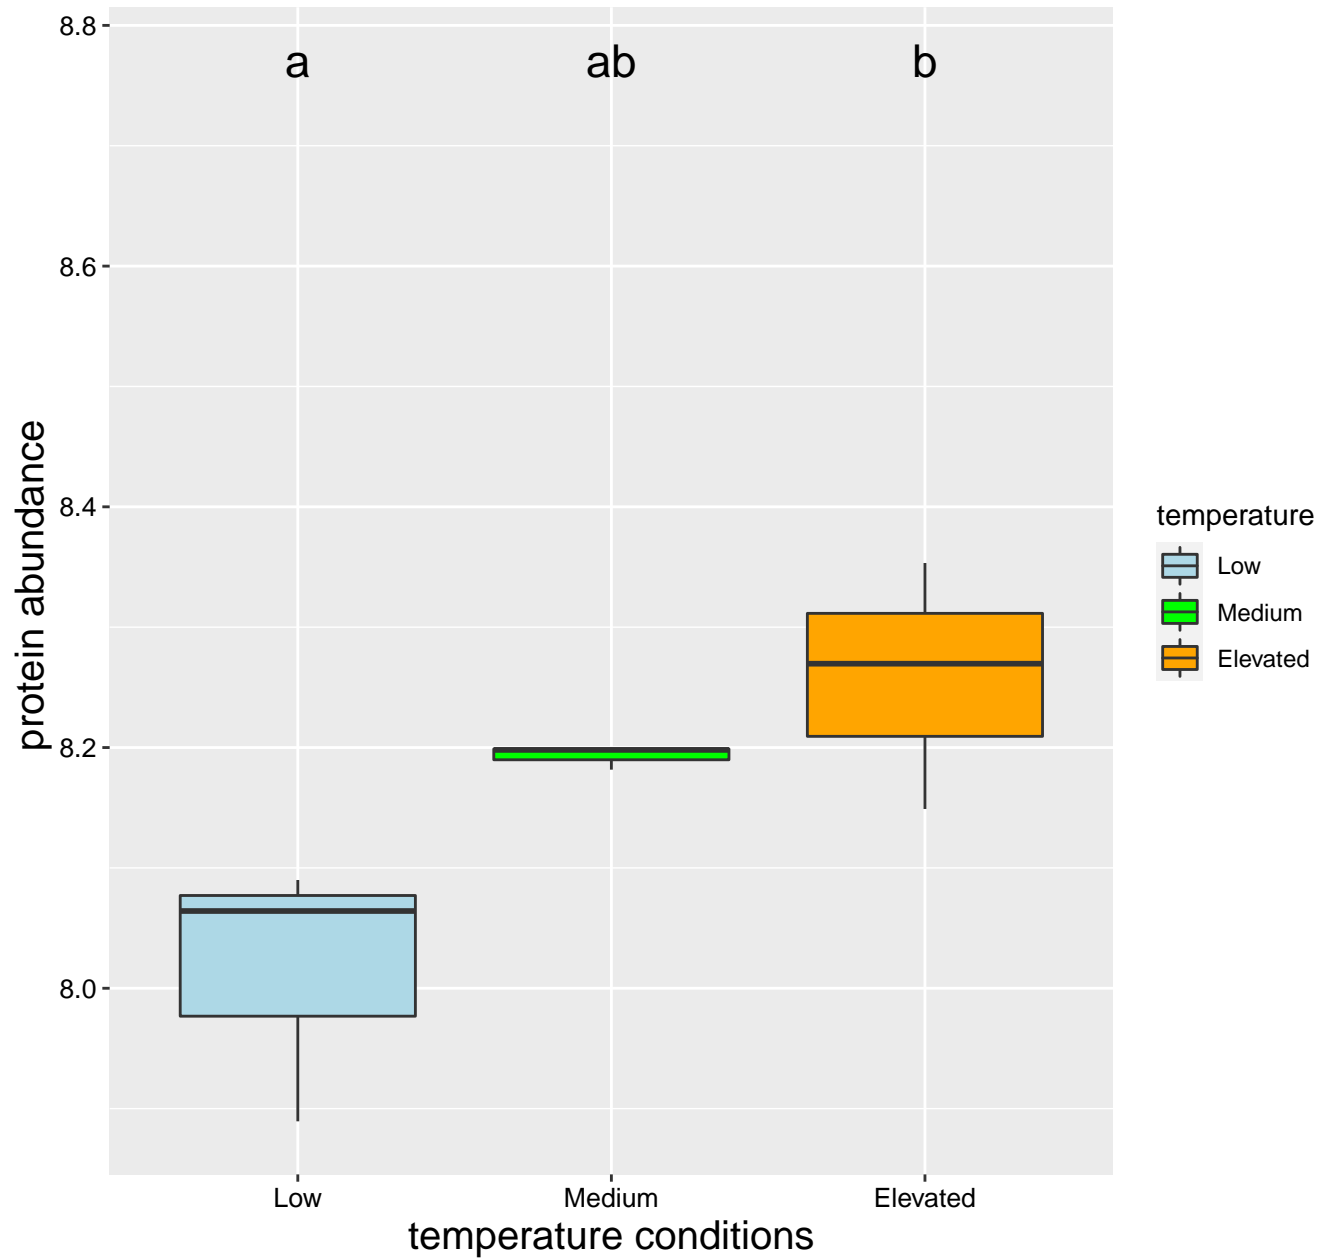 8.8
a ab b
8.6
8.4
8.2
8.0
protein abundance
Low Medium Elevated
temperature conditions
temperature
Low
Medium
Elevated